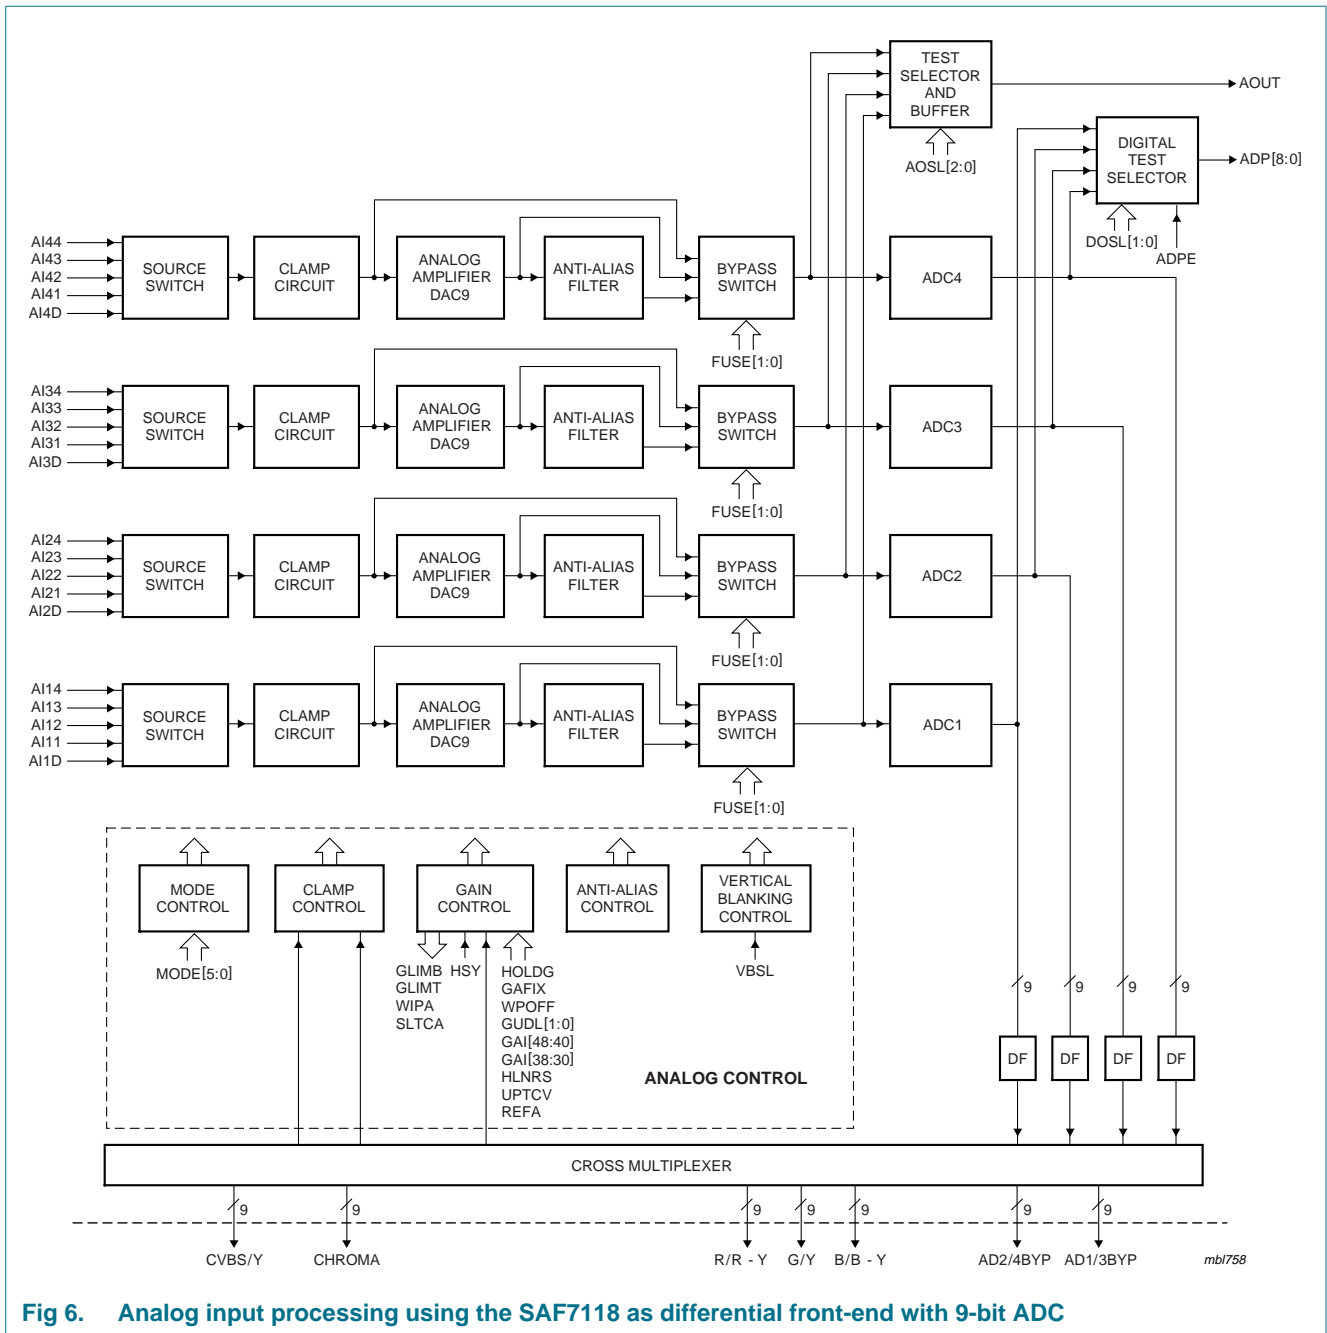 TEST
SELECTOR
AND
BUFFER
AOUT
AOSL[2:0]
DIGITAL
TEST
SELECTOR
ADP[8:0]
DOSL[1:0]
ADPE
AI44
AI43
AI42
AI41
AI4D
SOURCE
SWITCH
CLAMP
CIRCUIT
ANALOG
AMPLIFIER
DAC9
ANTI-ALIAS
FILTER
BYPASS
SWITCH
FUSE[1:0]
ADC4
AI34
AI33
AI32
AI31
AI3D
SOURCE
SWITCH
CLAMP
CIRCUIT
ANALOG
AMPLIFIER
DAC9
ANTI-ALIAS
FILTER
BYPASS
SWITCH
FUSE[1:0]
ADC3
AI24
AI23
AI22
AI21
AI2D
SOURCE
SWITCH
CLAMP
CIRCUIT
ANALOG
AMPLIFIER
DAC9
ANTI-ALIAS
FILTER
BYPASS
SWITCH
FUSE[1:0]
ADC2
AI14
AI13
AI12
AI11
AI1D
SOURCE
SWITCH
CLAMP
CIRCUIT
ANALOG
AMPLIFIER
DAC9
ANTI-ALIAS
FILTER
BYPASS
SWITCH
FUSE[1:0]
ADC1
MODE
CONTROL
MODE[5:0]
CLAMP
CONTROL
GAIN
CONTROL
GLIMB
GLIMT
WIPA
SLTCA
HSY
HOLDG
GAFIX
WPOFF
GUDL[1:0]
GAI[48:40]
GAI[38:30]
HLNRS
UPTCV
REFA
ANTI-ALIAS
CONTROL
VERTICAL
BLANKING
CONTROL
VBSL
ANALOG CONTROL
9
9
9
9
DF
DF
DF
DF
CROSS MULTIPLEXER
9
9
9
9
9
9
9
CVBS/Y
CHROMA
R/R - Y
G/Y
B/B - Y
AD2/4BYP
AD1/3BYP
mbl758
Fig 6. Analog input processing using the SAF7118 as differential front-end with 9-bit ADC